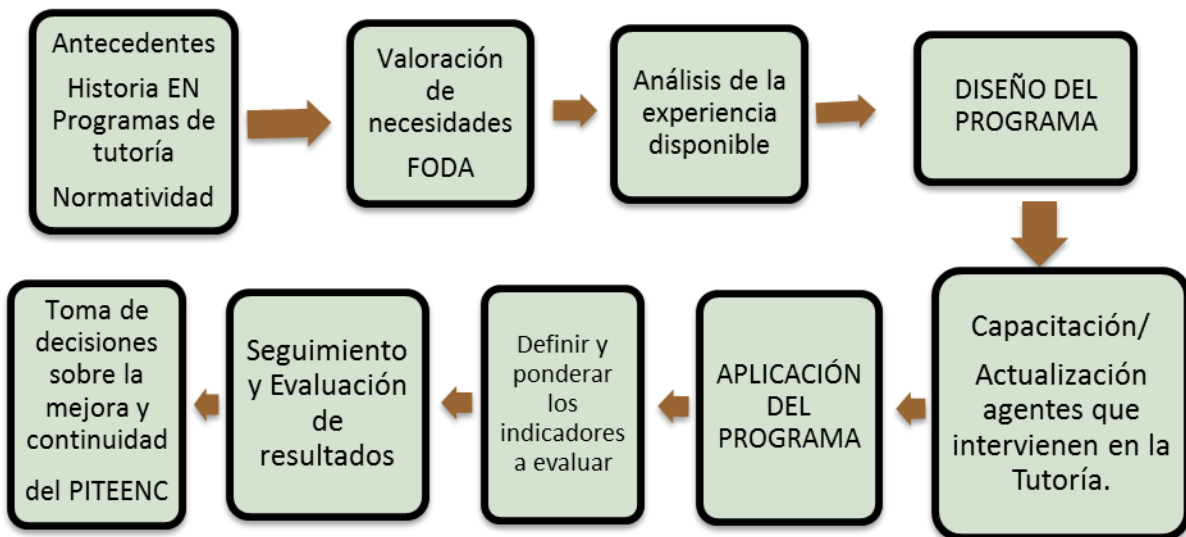 Antecedentes
Historia EN
Programas de
tutoría
Normatividad
Valoración
de
necesidades
FODA
Análisis de la
experiencia
disponible
DISEÑO DEL
PROGRAMA
Capacitación/
Actualización
agentes que
intervienen en la
Tutoría.
APLICACIÓN
DEL
PROGRAMA
Definir y
ponderar
los
indicadores
a evaluar
Seguimiento
y Evaluación
de
resultados
Toma de
decisiones
sobre la
mejora y
continuidad
del PITEENC